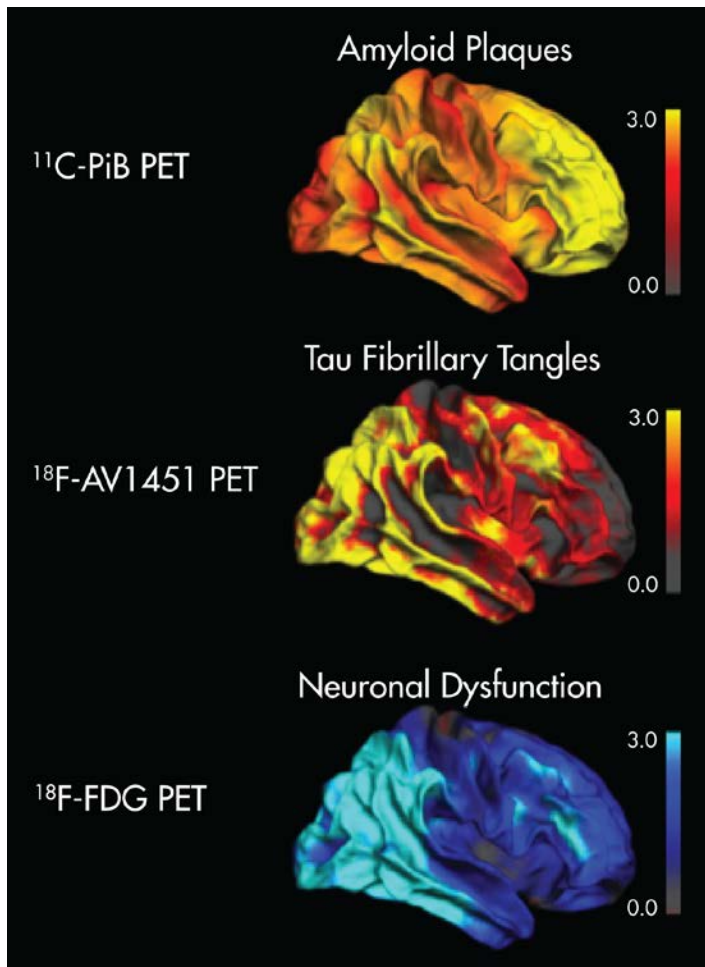 Amyloid Plaques
¹¹C-PiB PET
3.0
0.0
Tau Fibrillary Tangles
¹⁸F-AV1451 PET
3.0
0.0
Neuronal Dysfunction
¹⁸F-FDG PET
3.0
0.0